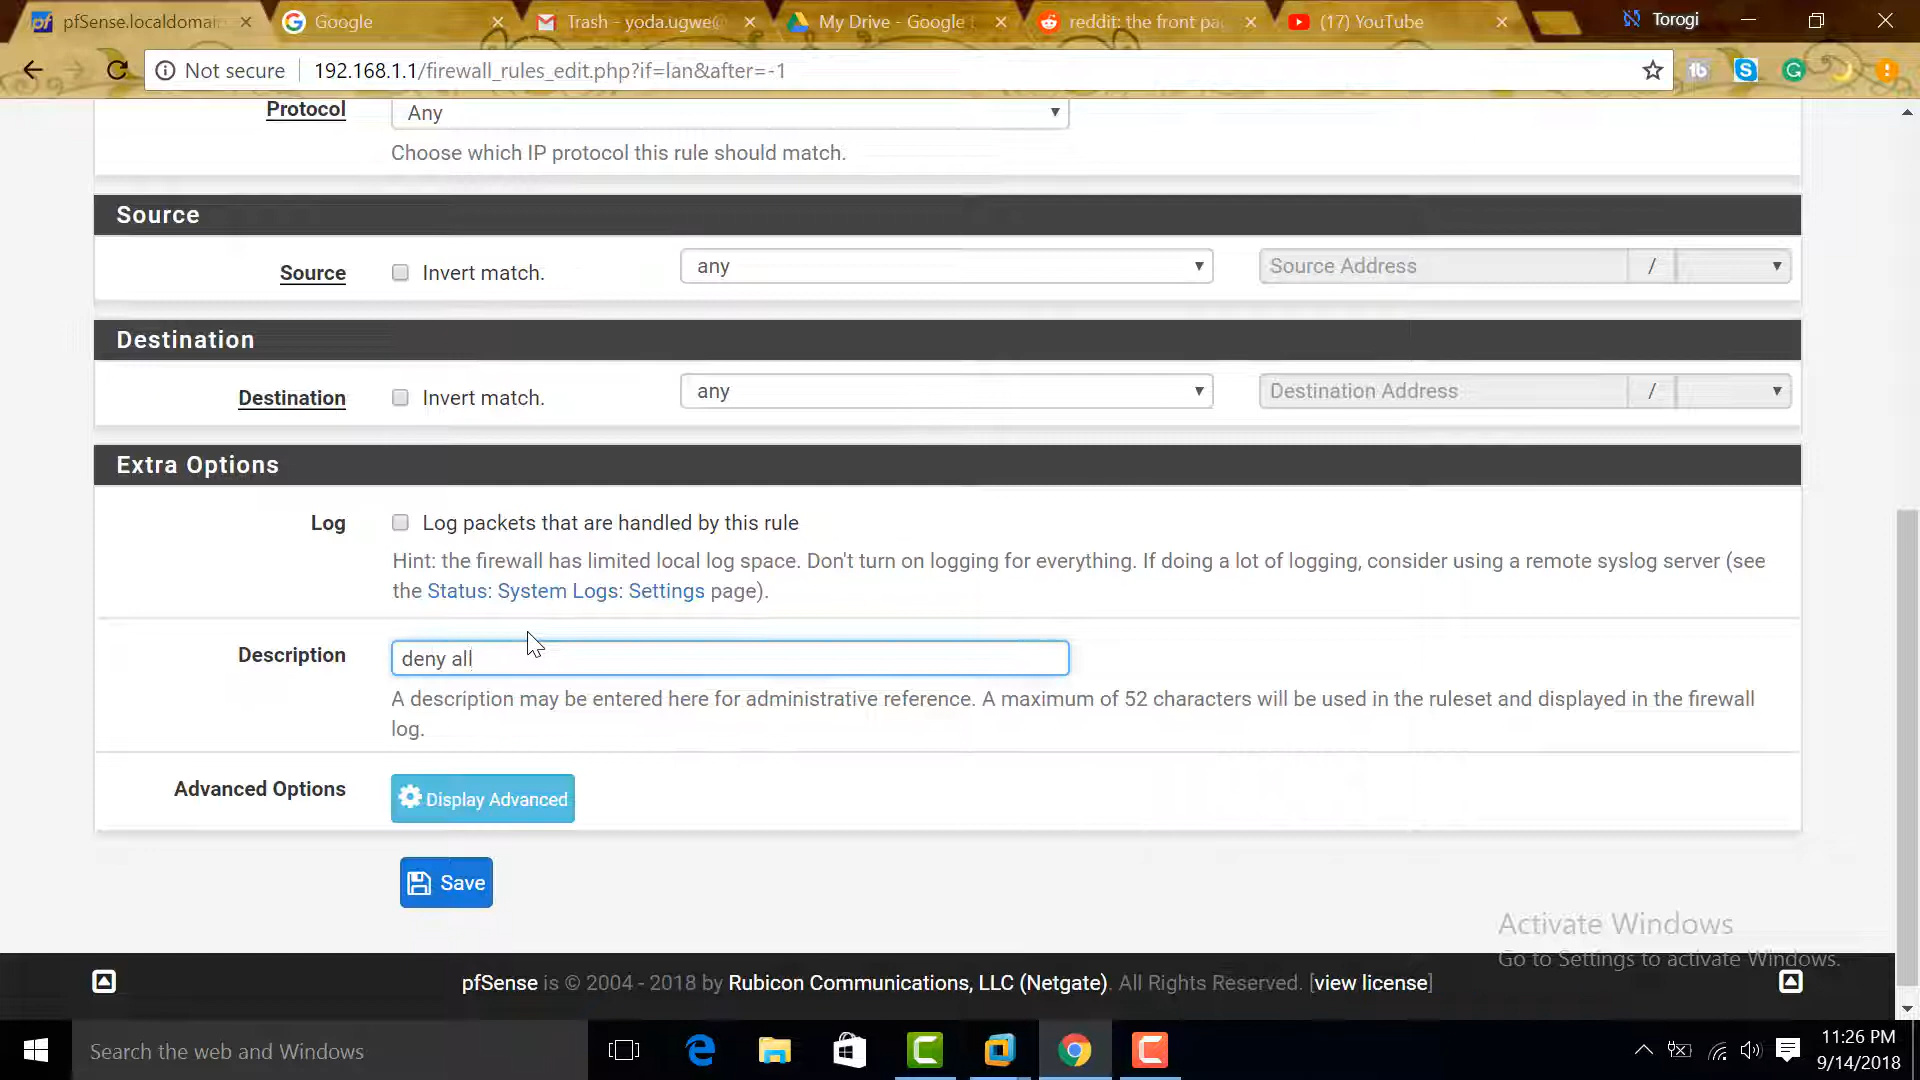 pfSense.localdomai
Google
Trash - yoda.ugwe@
My Drive - Google
reddit: the front pa
(17) YouTube
Torogi
Not secure
192.168.1.1/firewall_rules_edit.php?if=lan&after=-1
Protocol
Any
Choose which IP protocol this rule should match.
Source
Source
Invert match.
any
Source Address
/
Destination
Destination
Invert match.
any
Destination Address
/
Extra Options
Log
Log packets that are handled by this rule
Hint: the firewall has limited local log space. Don't turn on logging for everything. If doing a lot of logging, consider using a remote syslog server (see
the Status: System Logs: Settings page).
Description
deny all
A description may be entered here for administrative reference. A maximum of 52 characters will be used in the ruleset and displayed in the firewall
log.
Advanced Options
Display Advanced
Save
Activate Windows
Go to Settings to activate Windows.
pfSense is © 2004 - 2018 by Rubicon Communications, LLC (Netgate). All Rights Reserved. [view license]
Search the web and Windows
11:26 PM
9/14/2018